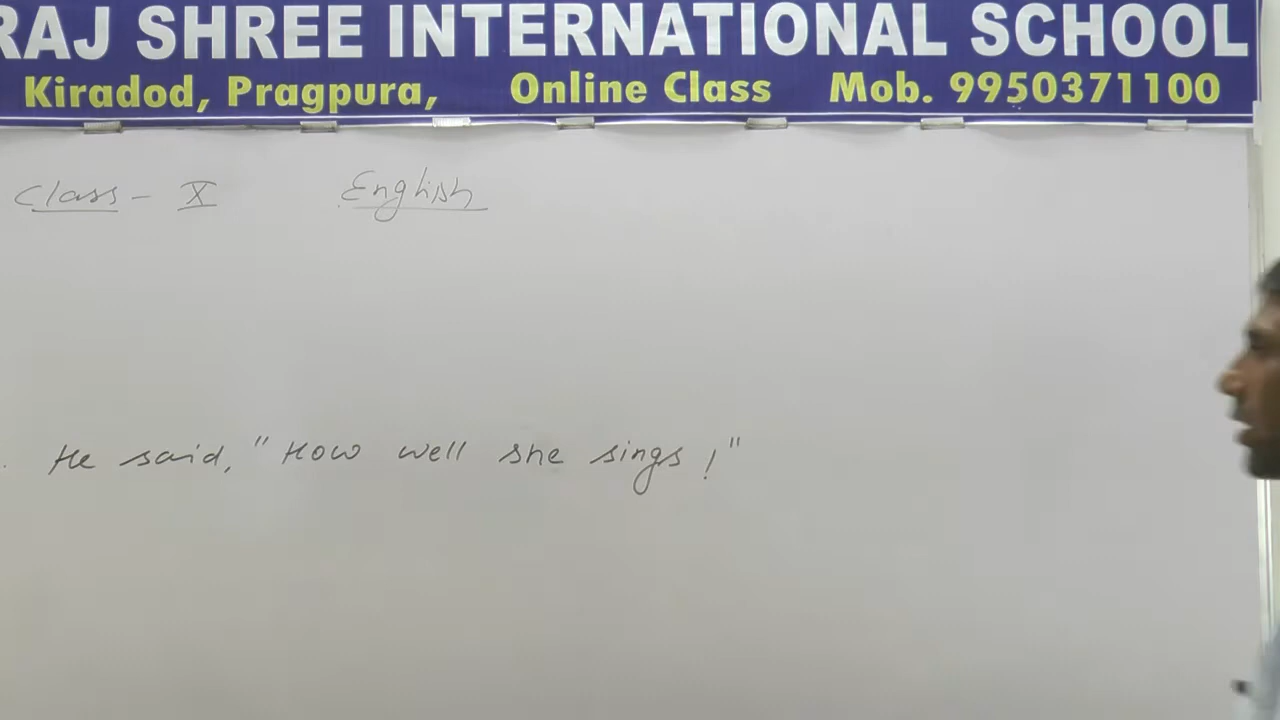 RAJ SHREE INTERNATIONAL SCHOOL
Kiradod, Pragpura, Online Class Mob. 9950371100
Class - X English
He said, "How well she sings!"